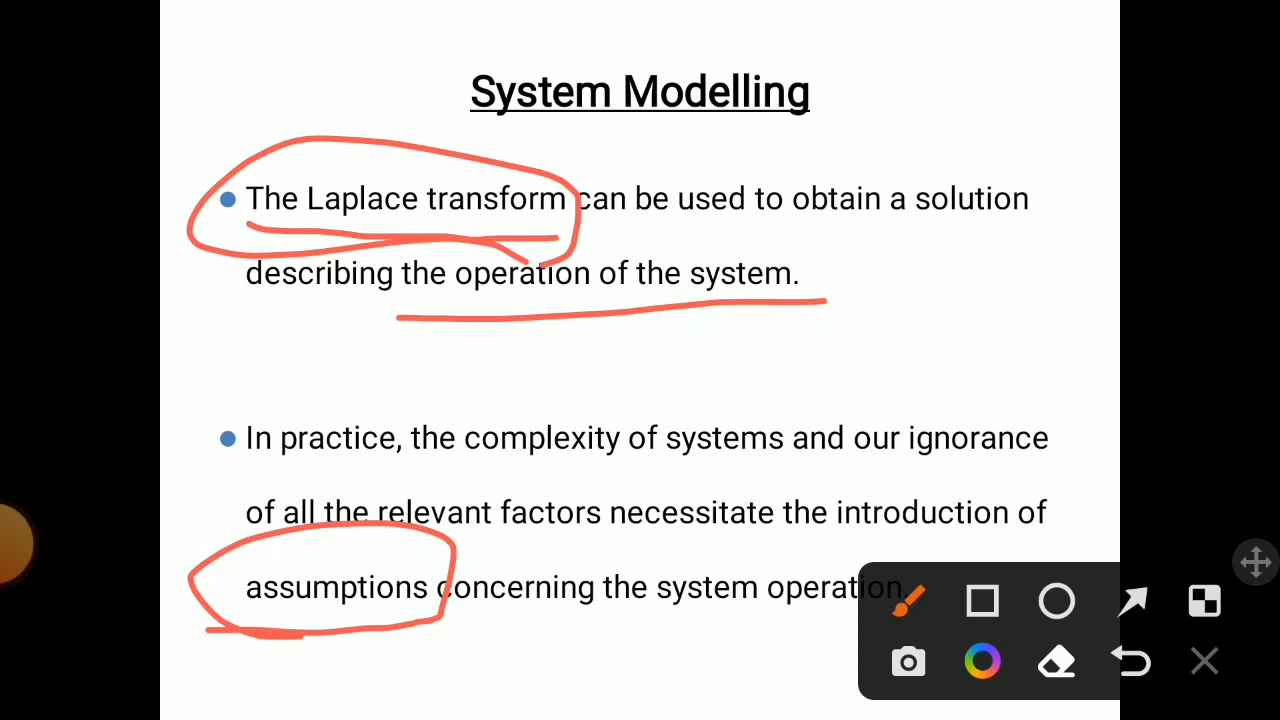 System Modelling
The Laplace transform can be used to obtain a solution
describing the operation of the system.
In practice, the complexity of systems and our ignorance
of all the relevant factors necessitate the introduction of
assumptions concerning the system operation.